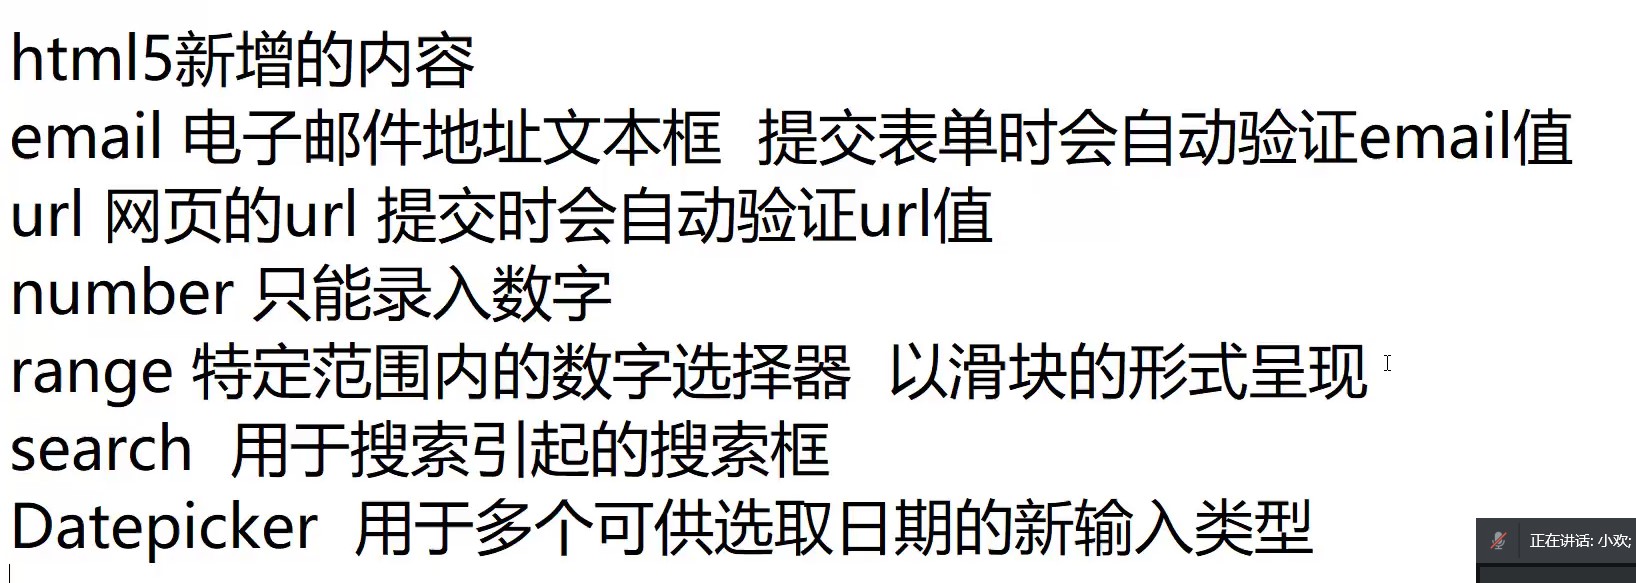 html5新增的内容
email 电子邮件地址文本框  提交表单时会自动验证email值
url 网页的url 提交时会自动验证url值
number 只能录入数字
range 特定范围内的数字选择器  以滑块的形式呈现
search  用于搜索引起的搜索框
Datepicker  用于多个可供选取日期的新输入类型
正在讲话: 小欢;